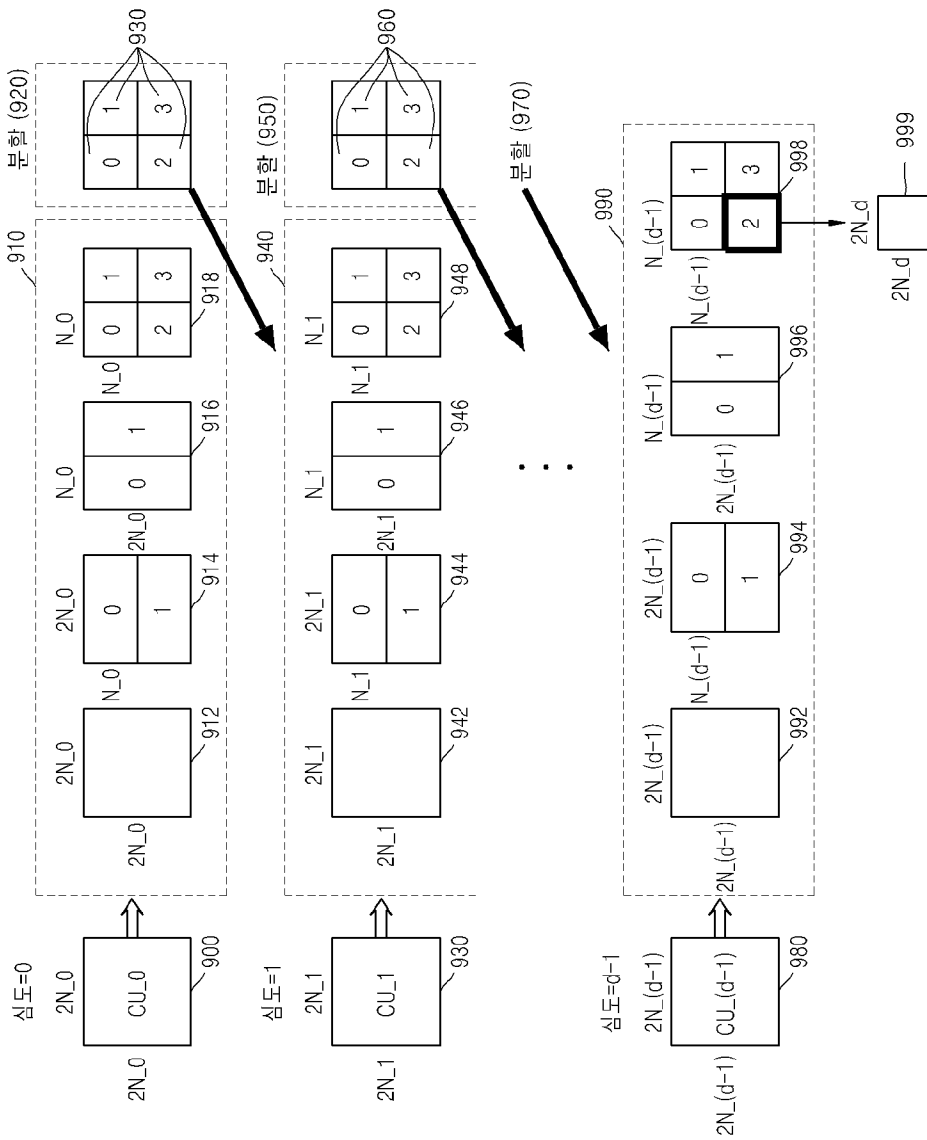 심도=0
2N_0
2N_0
CU_0
900
910
2N_0
2N_0
912
2N_0
N_0
0
1
914
N_0
2N_0
0 1
916
N_0
N_0
0 1
2 3
918
분할 (920)
0 1
2 3
930
심도=1
2N_1
2N_1
CU_1
930
940
2N_1
2N_1
942
2N_1
N_1
0
1
944
N_1
2N_1
0 1
946
N_1
N_1
0 1
2 3
948
분할 (950)
0 1
2 3
960
분할 (970)
심도=d-1
2N_(d-1)
2N_(d-1)
CU_(d-1)
980
990
2N_(d-1)
2N_(d-1)
992
2N_(d-1)
N_(d-1)
0
1
994
N_(d-1)
2N_(d-1)
0 1
996
N_(d-1)
N_(d-1)
0 1
2 3
998
2N_d
2N_d
999